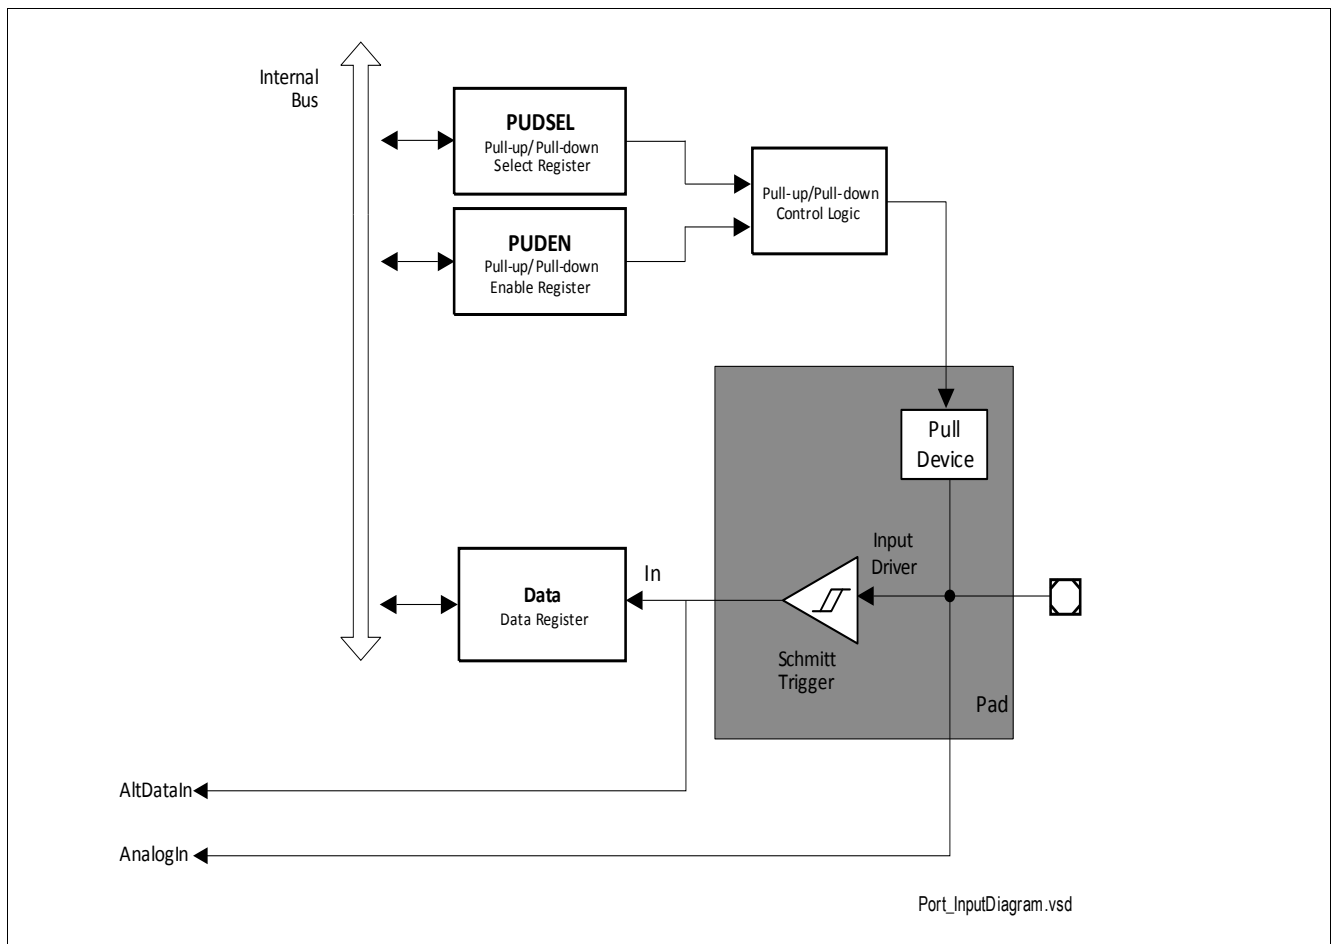 Internal
Bus
PUDSEL
Pull-up/Pull-down
Select Register
Pull-up/Pull-down
Control Logic
PUDEN
Pull-up/Pull-down
Enable Register
Pull
Device
Input
Driver
In
Data
Data Register
Schmitt
Trigger
Pad
AltDataIn
AnalogIn
Port_InputDiagram.vsd